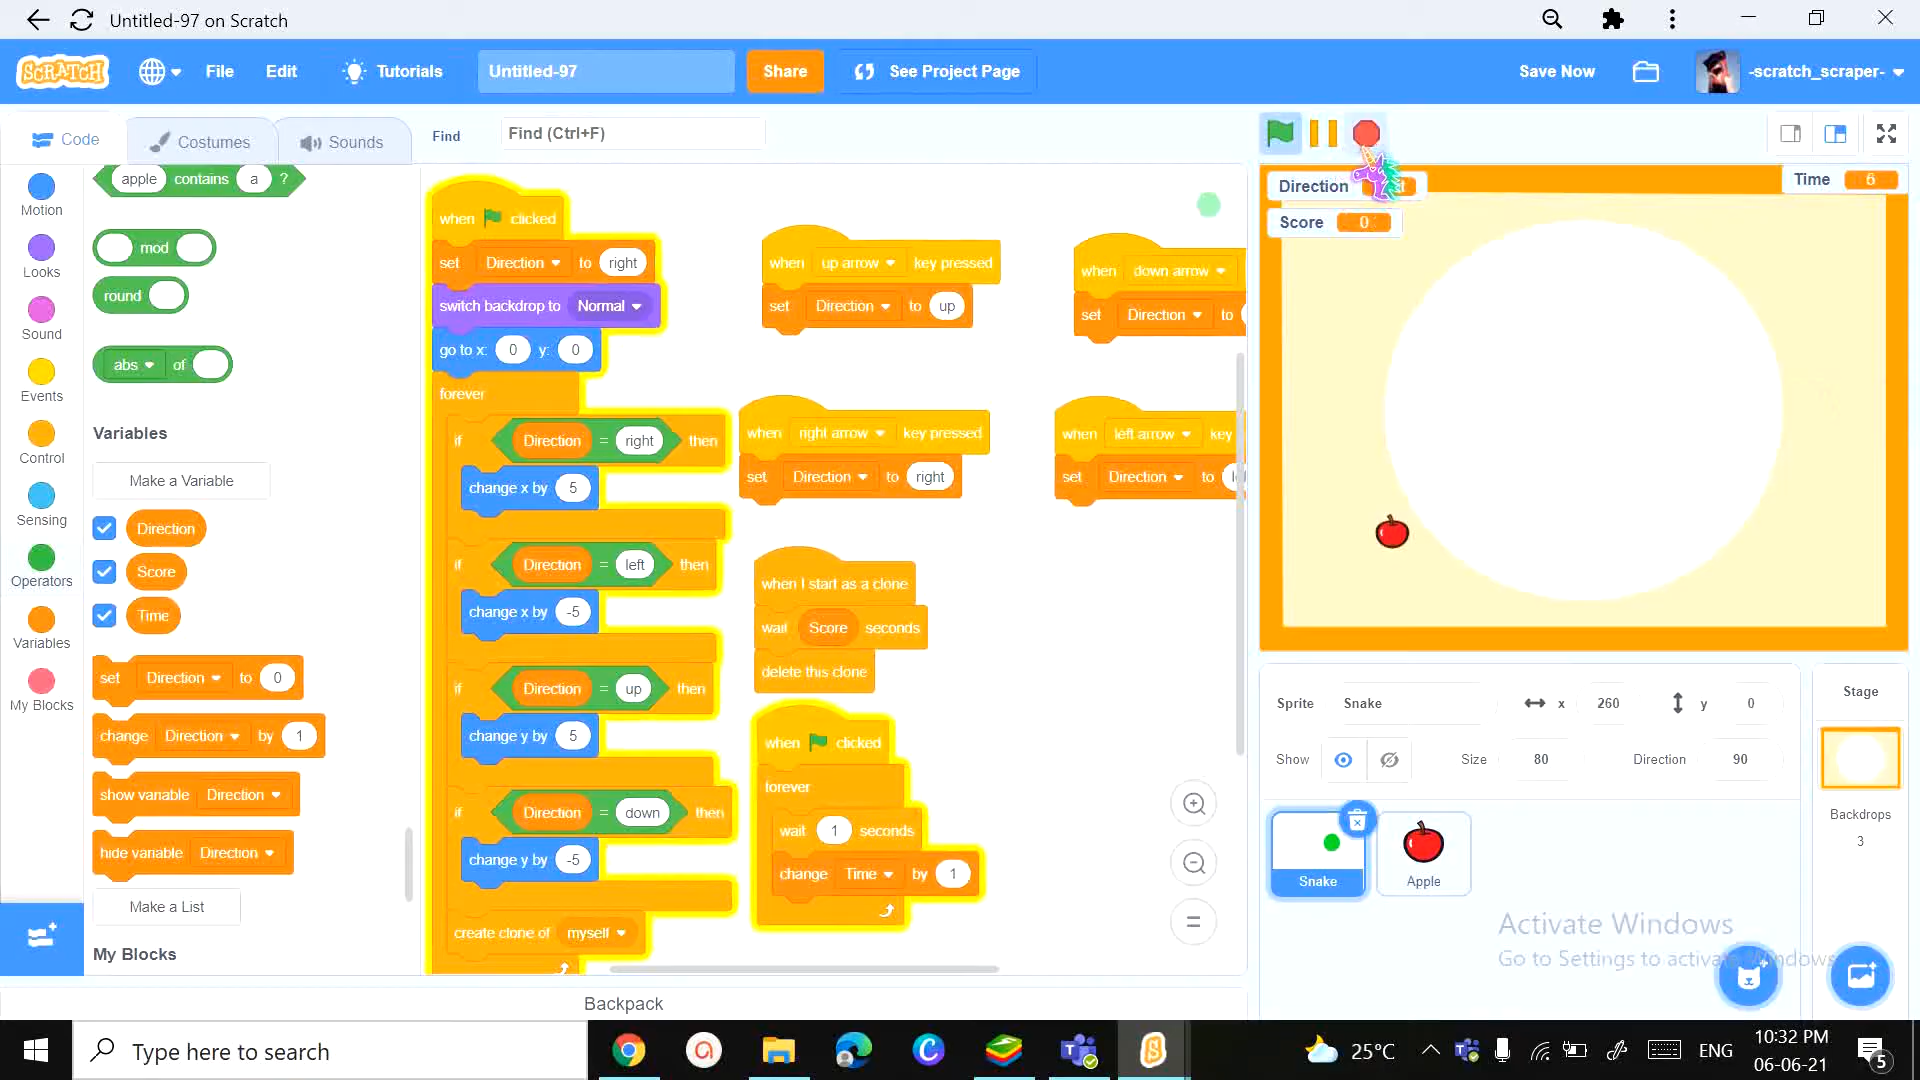 Untitled-97 on Scratch
SCRATCH
File
Edit
Tutorials
Untitled-97
Share
See Project Page
Save Now
-scratch_scraper-
Code
Costumes
Sounds
Find
Find (Ctrl+F)
Motion
Looks
Sound
Events
Control
Sensing
Operators
Variables
My Blocks
apple contains a ?
mod
round
abs of
Variables
Make a Variable
Direction
Score
Time
set Direction to 0
change Direction by 1
show variable Direction
hide variable Direction
Make a List
My Blocks
when clicked
set Direction to right
switch backdrop to Normal
go to x: 0 y: 0
forever
if Direction = right then
change x by 5
if Direction = left then
change x by -5
if Direction = up then
change y by 5
if Direction = down then
change y by -5
create clone of myself
when up arrow key pressed
set Direction to up
when down arrow
set Direction to
when right arrow key pressed
set Direction to right
when left arrow key
set Direction to
when I start as a clone
wait Score seconds
delete this clone
when clicked
forever
wait 1 seconds
change Time by 1
Backpack
Direction
Score 0
Time 6
Sprite Snake x 260 y 0
Show Size 80 Direction 90
Snake
Apple
Stage
Backdrops
3
Activate Windows
Go to Settings to activate Windows
Type here to search
25°C
ENG
10:32 PM
06-06-21
5